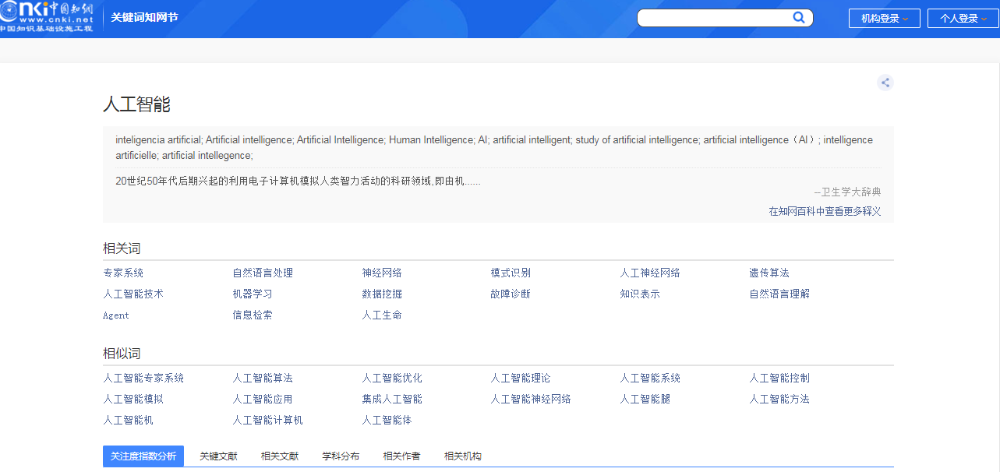 cnki中国知网
www.cnki.net
中国知识基础设施工程
关键词知网节
机构登录
个人登录
人工智能
inteligencia artificial; Artificial intelligence; Artificial Intelligence; Human Intelligence; AI; artificial intelligent; study of artificial intelligence; artificial intelligence（AI）; intelligence
artificielle; artificial intellegence;
20世纪50年代后期兴起的利用电子计算机模拟人类智力活动的科研领域,即由机......
--卫生学大辞典
在知网百科中查看更多释义
相关词
专家系统 自然语言处理 神经网络 模式识别 人工神经网络 遗传算法
人工智能技术 机器学习 数据挖掘 故障诊断 知识表示 自然语言理解
Agent 信息检索 人工生命
相似词
人工智能专家系统 人工智能算法 人工智能优化 人工智能理论 人工智能系统 人工智能控制
人工智能模拟 人工智能应用 集成人工智能 人工智能神经网络 人工智能腿 人工智能方法
人工智能机 人工智能计算机 人工智能体
关注度指数分析 关键文献 相关文献 学科分布 相关作者 相关机构